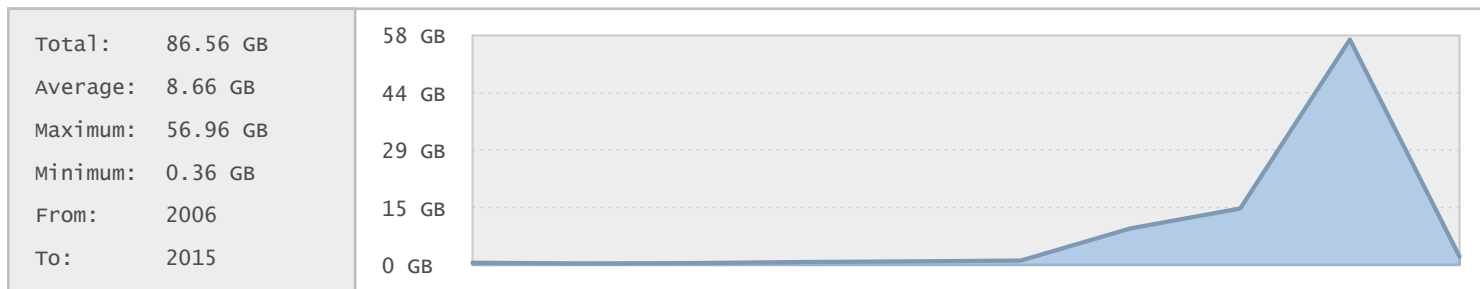 Total: 86.56 GB
Average: 8.66 GB
Maximum: 56.96 GB
Minimum: 0.36 GB
From: 2006
To: 2015
58 GB
44 GB
29 GB
15 GB
0 GB